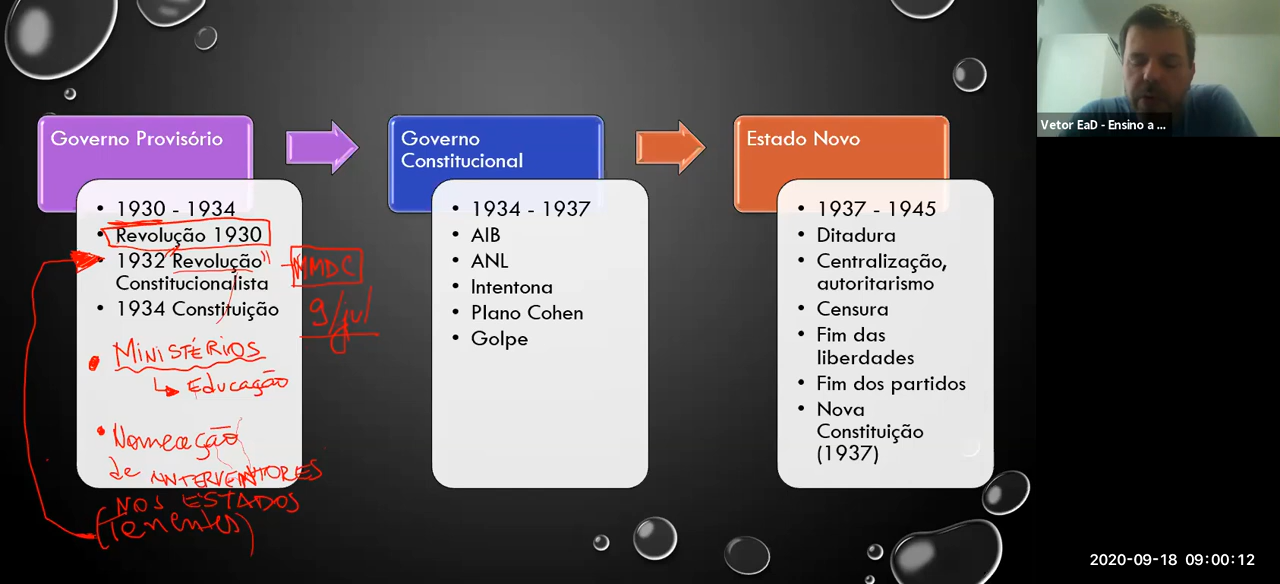 Governo Provisório
• 1930 - 1934
• Revolução 1930
• 1932 "Revolução"
Constitucionalista
• 1934 Constituição
MMDC
9/jul
• MINISTÉRIOS
↳ EDUCAÇÃO
• Nomeação
de INTERVENTORES
NOS ESTADOS
(Tenentes)
Governo
Constitucional
• 1934 - 1937
• AIB
• ANL
• Intentona
• Plano Cohen
• Golpe
Estado Novo
• 1937 - 1945
• Ditadura
• Centralização,
autoritarismo
• Censura
• Fim das
liberdades
• Fim dos partidos
• Nova
Constituição
(1937)
Vetor EaD - Ensino a ...
2020-09-18 09:00:12